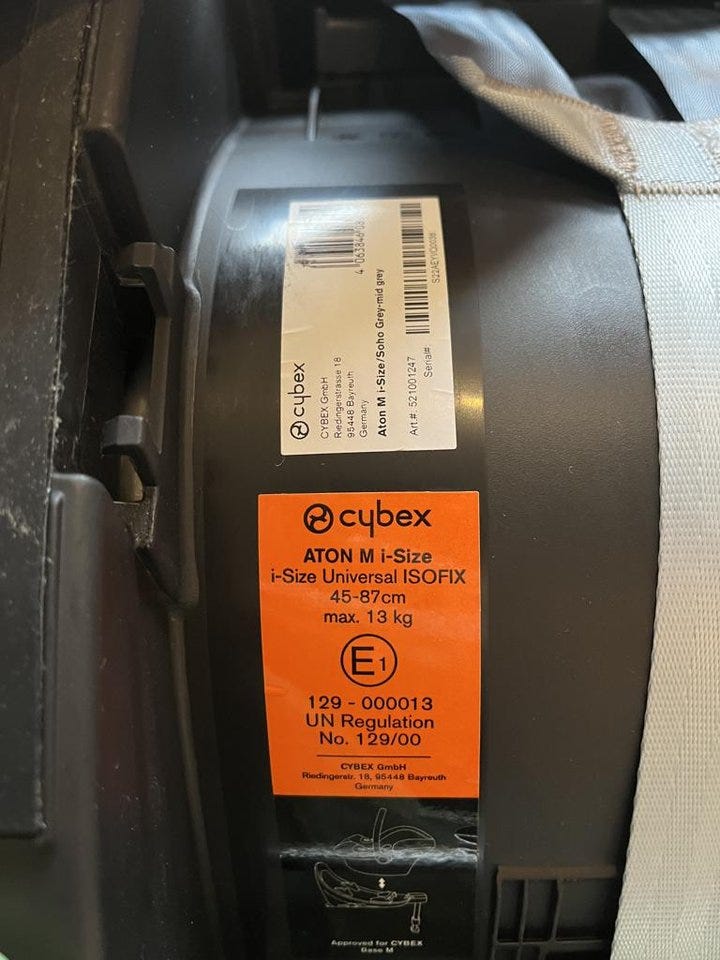 cybex
CYBEX GmbH
Riedingerstrasse 18
95448 Bayreuth
Germany
Aton M i-Size/Soho Grey-mid grey
Art.#: 521001247
Serial#:
cybex
ATON M i-Size
i-Size Universal ISOFIX
45-87cm
max. 13 kg
E1
129 - 000013
UN Regulation
No. 129/00
CYBEX GmbH
Riedingerstr. 18, 95448 Bayreuth
Germany
Approved for CYBEX
Base M